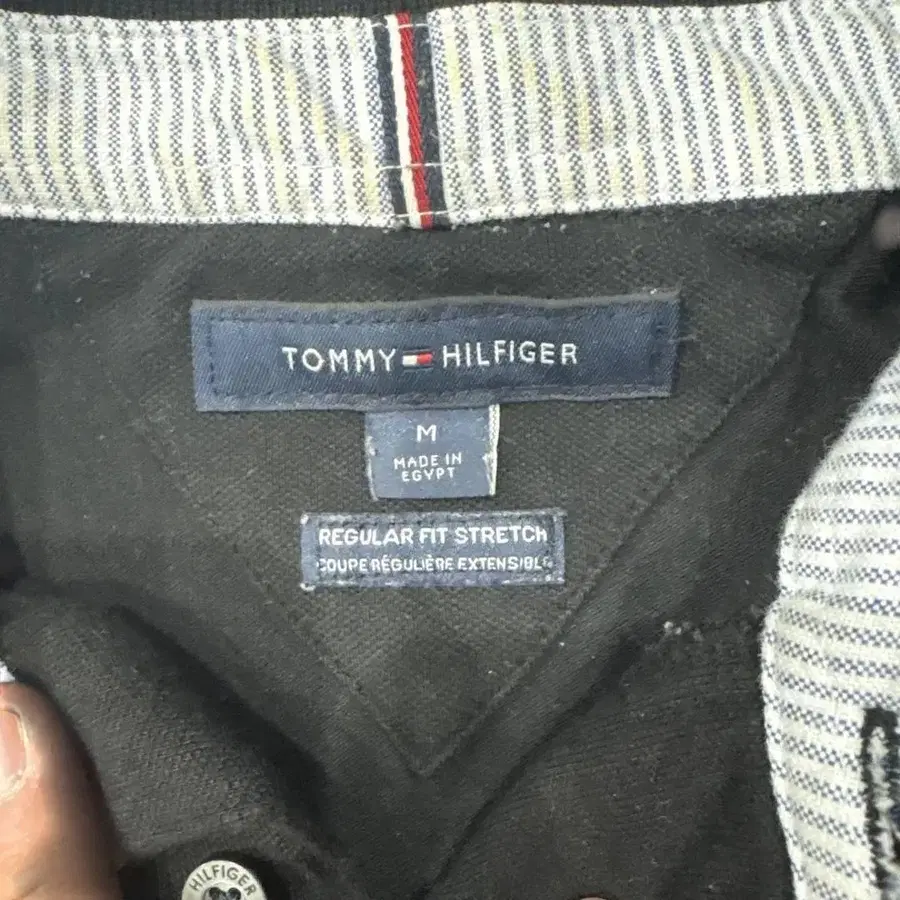 TOMMY HILFIGER
M
MADE IN
EGYPT
REGULAR FIT STRETCH
COUPE RÉGULIÈRE EXTENSIBLE
HILFIGER